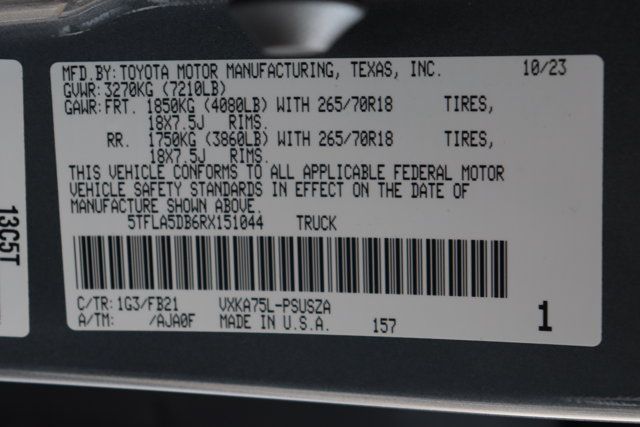 MFD.BY:TOYOTA MOTOR MANUFACTURING, TEXAS, INC. 10/23
GVWR:3270KG (7210LB)
GAWR:FRT. 1850KG (4080LB) WITH 265/70R18 TIRES,
18X7.5J RIMS.
RR. 1750KG (3860LB) WITH 265/70R18 TIRES,
18X7.5J RIMS.
THIS VEHICLE CONFORMS TO ALL APPLICABLE FEDERAL MOTOR
VEHICLE SAFETY STANDARDS IN EFFECT ON THE DATE OF
MANUFACTURE SHOWN ABOVE.
5TFLA5DB6RX151044 TRUCK
C/TR:1G3/FB21 VXKA75L-PSUSZA
A/TM: /AJA0F MADE IN U.S.A. 157 1
13C5T